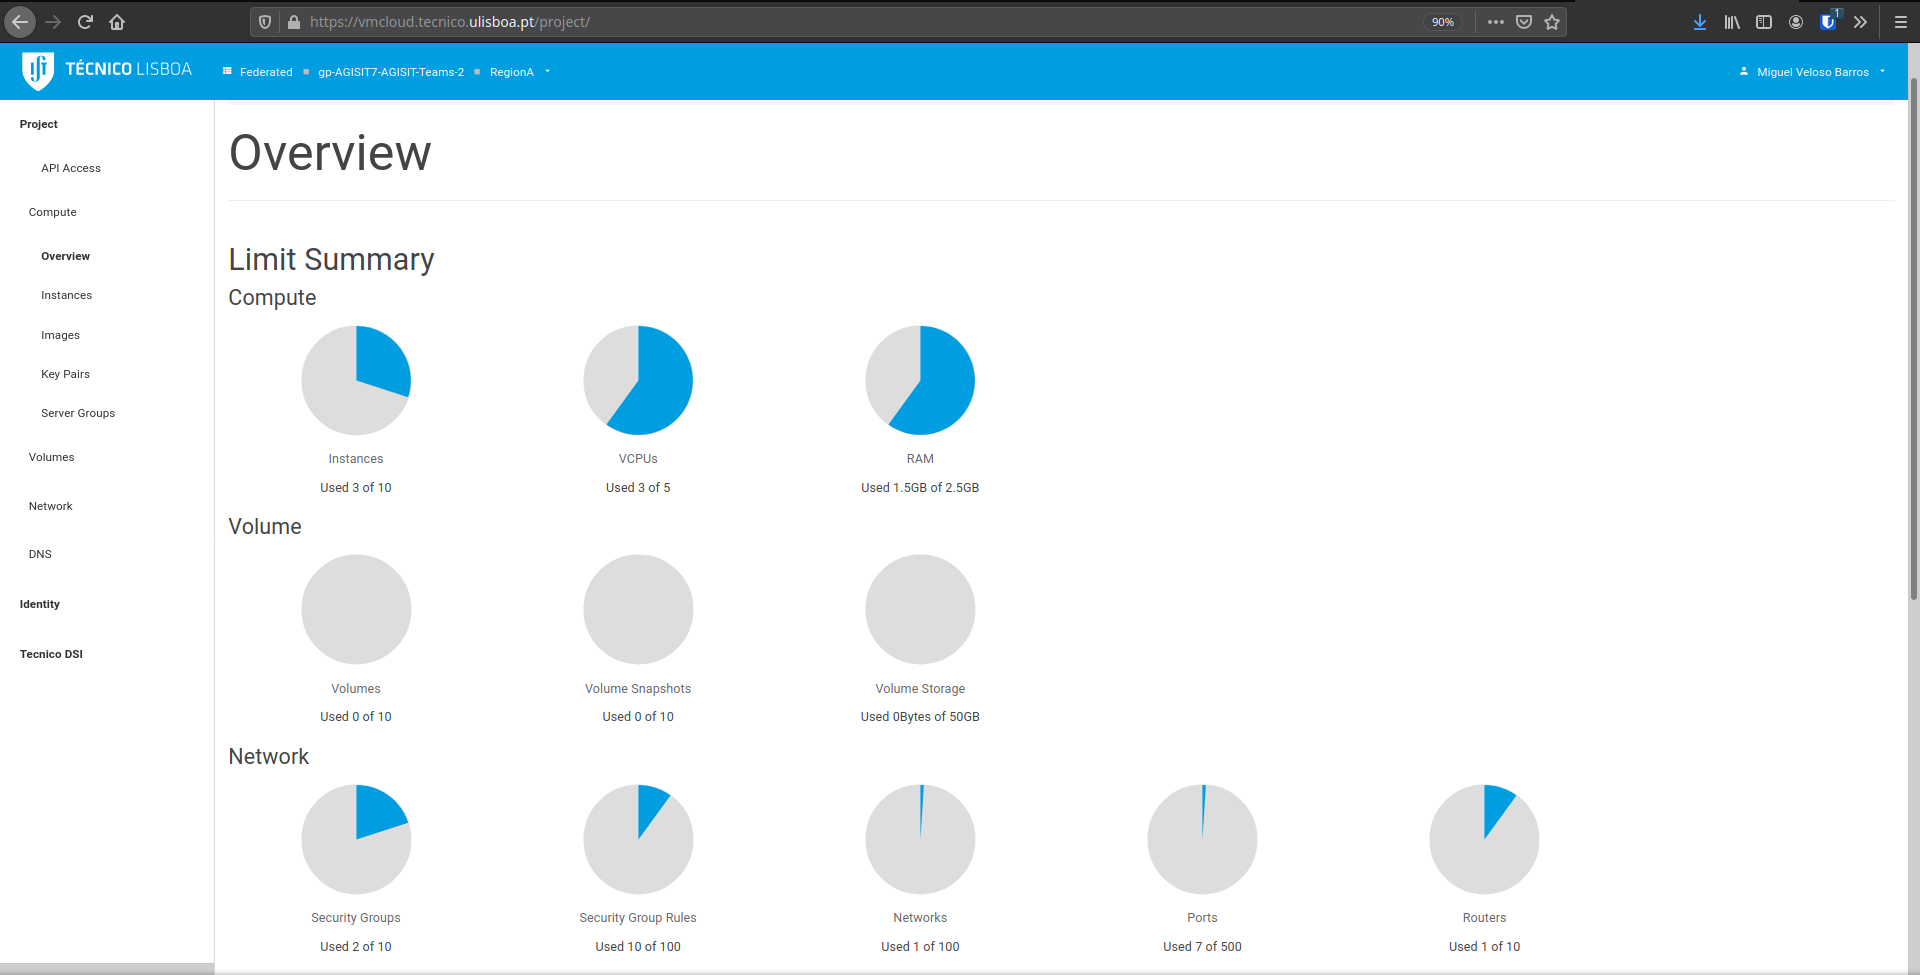 https://vmcloud.tecnico.ulisboa.pt/project/
90%
1
TÉCNICO LISBOA
Federated
gp-AGISIT7-AGISIT-Teams-2
RegionA
Miguel Veloso Barros
Project
API Access
Compute
Overview
Instances
Images
Key Pairs
Server Groups
Volumes
Network
DNS
Identity
Tecnico DSI
Overview
Limit Summary
Compute
Instances
Used 3 of 10
VCPUs
Used 3 of 5
RAM
Used 1.5GB of 2.5GB
Volume
Volumes
Used 0 of 10
Volume Snapshots
Used 0 of 10
Volume Storage
Used 0Bytes of 50GB
Network
Security Groups
Used 2 of 10
Security Group Rules
Used 10 of 100
Networks
Used 1 of 100
Ports
Used 7 of 500
Routers
Used 1 of 10